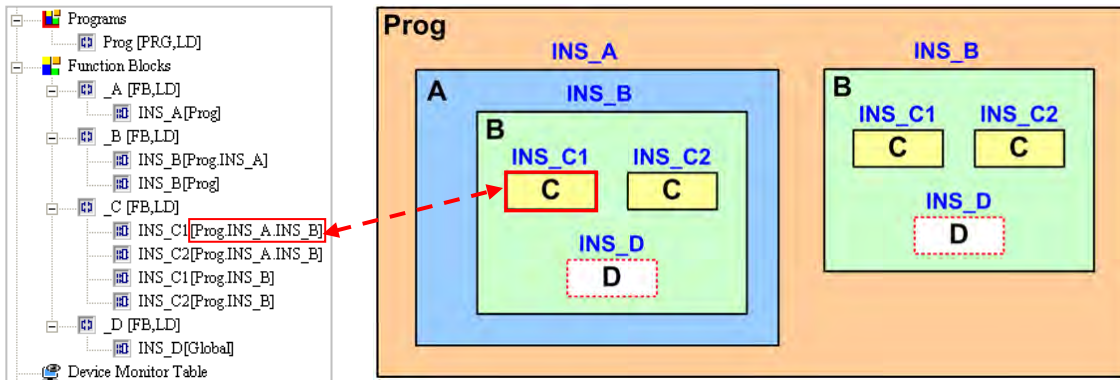 Programs
Prog [PRG,LD]
Function Blocks
_A [FB,LD]
INS_A[Prog]
_B [FB,LD]
INS_B[Prog.INS_A]
INS_B[Prog]
_C [FB,LD]
INS_C1[Prog.INS_A.INS_B]
INS_C2[Prog.INS_A.INS_B]
INS_C1[Prog.INS_B]
INS_C2[Prog.INS_B]
_D [FB,LD]
INS_D[Global]
Device Monitor Table
Prog
INS_A
A
INS_B
B
INS_C1 INS_C2
C C
INS_D
D
INS_B
B
INS_C1 INS_C2
C C
INS_D
D